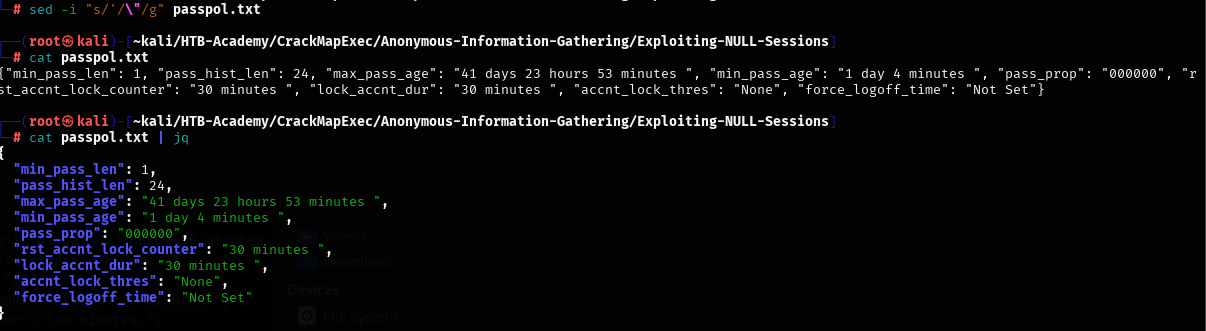 # sed -i "s/'/\"/g" passpol.txt
(root㉿kali)-[~kali/HTB-Academy/CrackMapExec/Anonymous-Information-Gathering/Exploiting-NULL-Sessions]
# cat passpol.txt
{"min_pass_len": 1, "pass_hist_len": 24, "max_pass_age": "41 days 23 hours 53 minutes ", "min_pass_age": "1 day 4 minutes ", "pass_prop": "000000", "r
st_accnt_lock_counter": "30 minutes ", "lock_accnt_dur": "30 minutes ", "accnt_lock_thres": "None", "force_logoff_time": "Not Set"}
(root㉿kali)-[~kali/HTB-Academy/CrackMapExec/Anonymous-Information-Gathering/Exploiting-NULL-Sessions]
# cat passpol.txt | jq
{
"min_pass_len": 1,
"pass_hist_len": 24,
"max_pass_age": "41 days 23 hours 53 minutes ",
"min_pass_age": "1 day 4 minutes ",
"pass_prop": "000000",
"rst_accnt_lock_counter": "30 minutes ",
"lock_accnt_dur": "30 minutes ",
"accnt_lock_thres": "None",
"force_logoff_time": "Not Set"
}
Videos
Downloads
Devices
File System